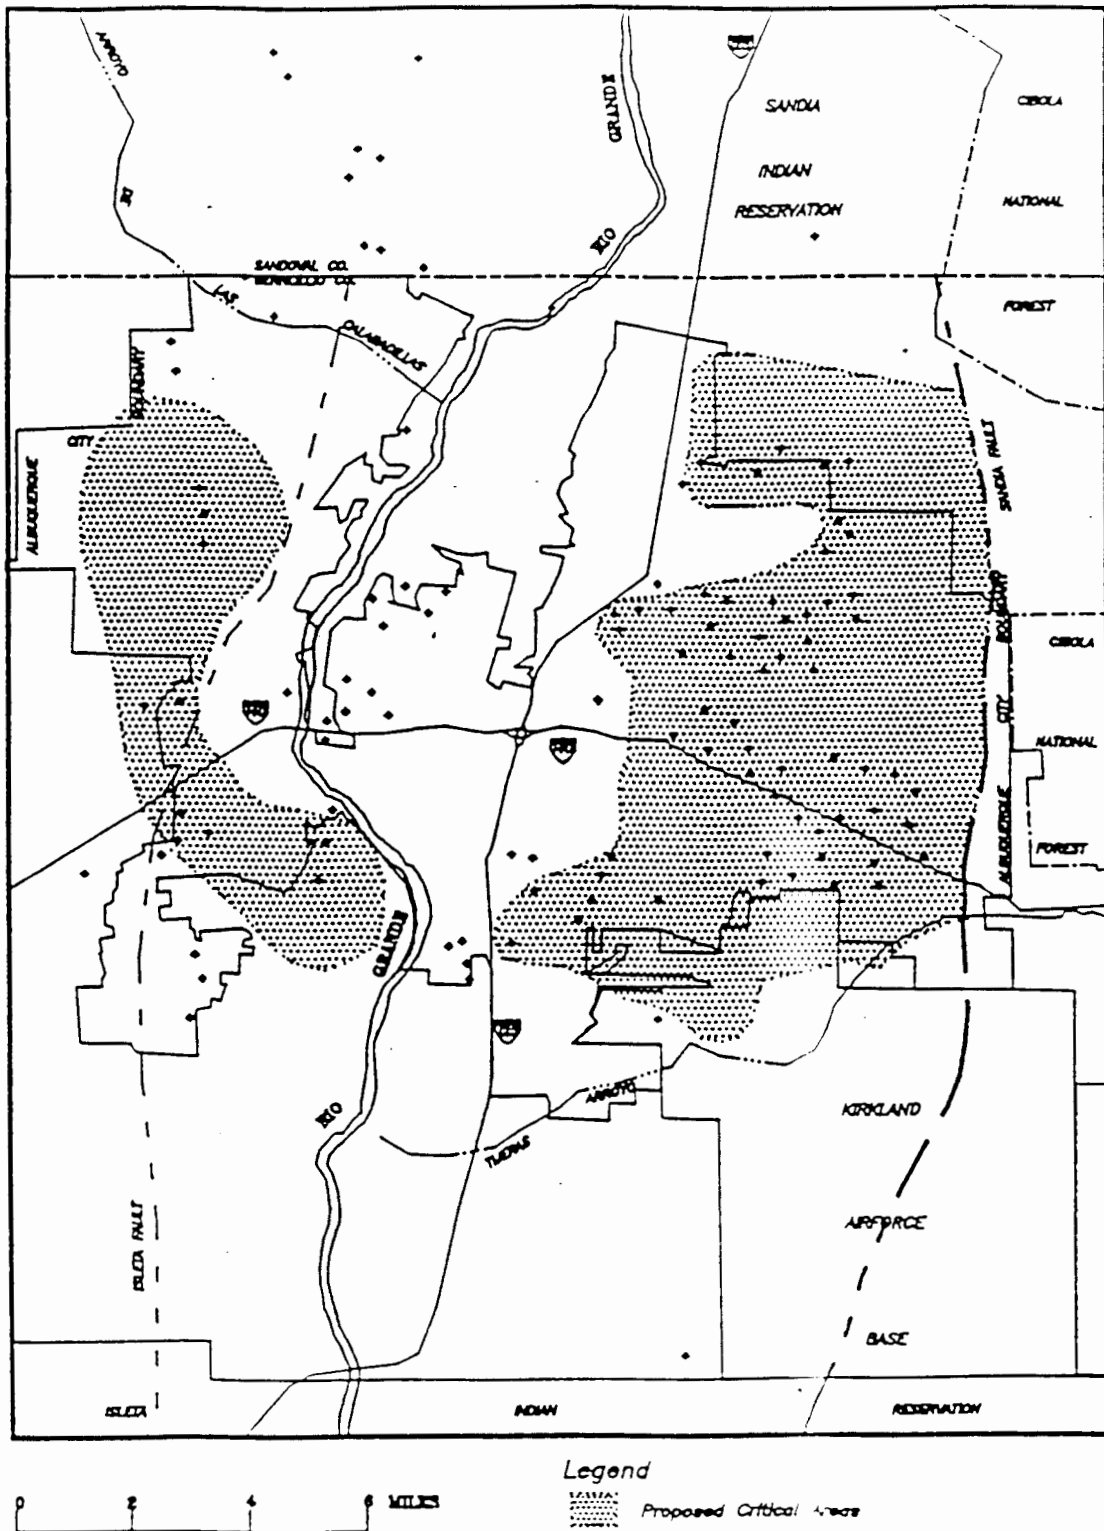 ARROYO
DE
LAS
CALABACILLAS
GRANDE
RIO
SANDIA
INDIAN
RESERVATION
CIBOLA
NATIONAL
FOREST
SANDOVAL CO.
BERNALILLO CO.
CITY
BOUNDARY
ALBUQUERQUE
SANDIA FAULT
BOUNDARY
CITY
ALBUQUERQUE
CIBOLA
NATIONAL
FOREST
GRANDE
RIO
ARROYO
TIJERAS
KIRKLAND
AIRFORCE
BASE
ISLETA FAULT
ISLETA
INDIAN
RESERVATION
Legend
0 2 4 6 MILES
Proposed Critical Areas